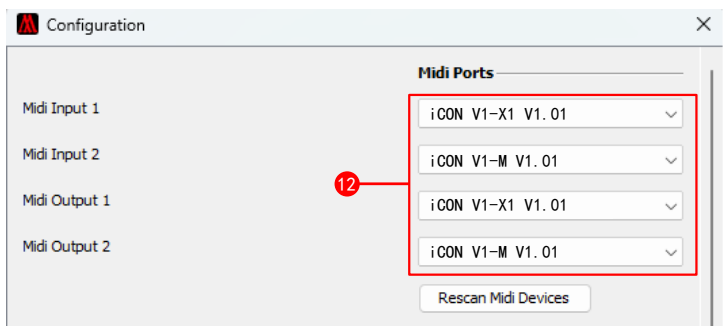 Configuration
Midi Ports
Midi Input 1
iCON V1-X1 V1.01
Midi Input 2
iCON V1-M V1.01
12
Midi Output 1
iCON V1-X1 V1.01
Midi Output 2
iCON V1-M V1.01
Rescan Midi Devices